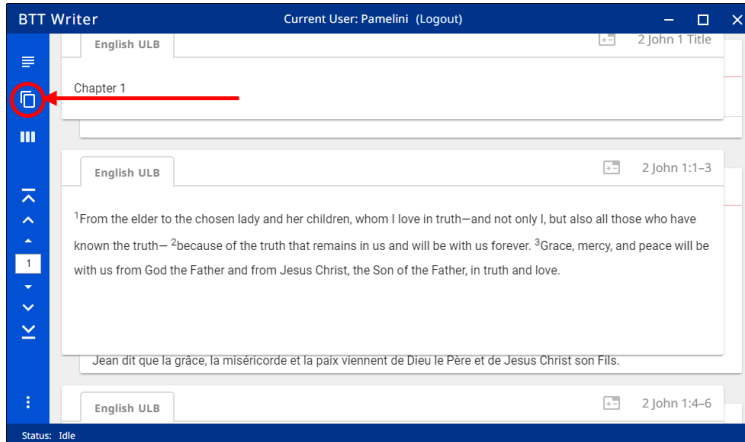 BTT Writer
Current User: Pamelini (Logout)
English ULB
2 John 1 Title
Chapter 1
English ULB
2 John 1:1–3
1From the elder to the chosen lady and her children, whom I love in truth—and not only I, but also all those who have
known the truth— 2because of the truth that remains in us and will be with us forever. 3Grace, mercy, and peace will be
with us from God the Father and from Jesus Christ, the Son of the Father, in truth and love.
1
Jean dit que la grâce, la miséricorde et la paix viennent de Dieu le Père et de Jesus Christ son Fils.
English ULB
2 John 1:4–6
Status: Idle